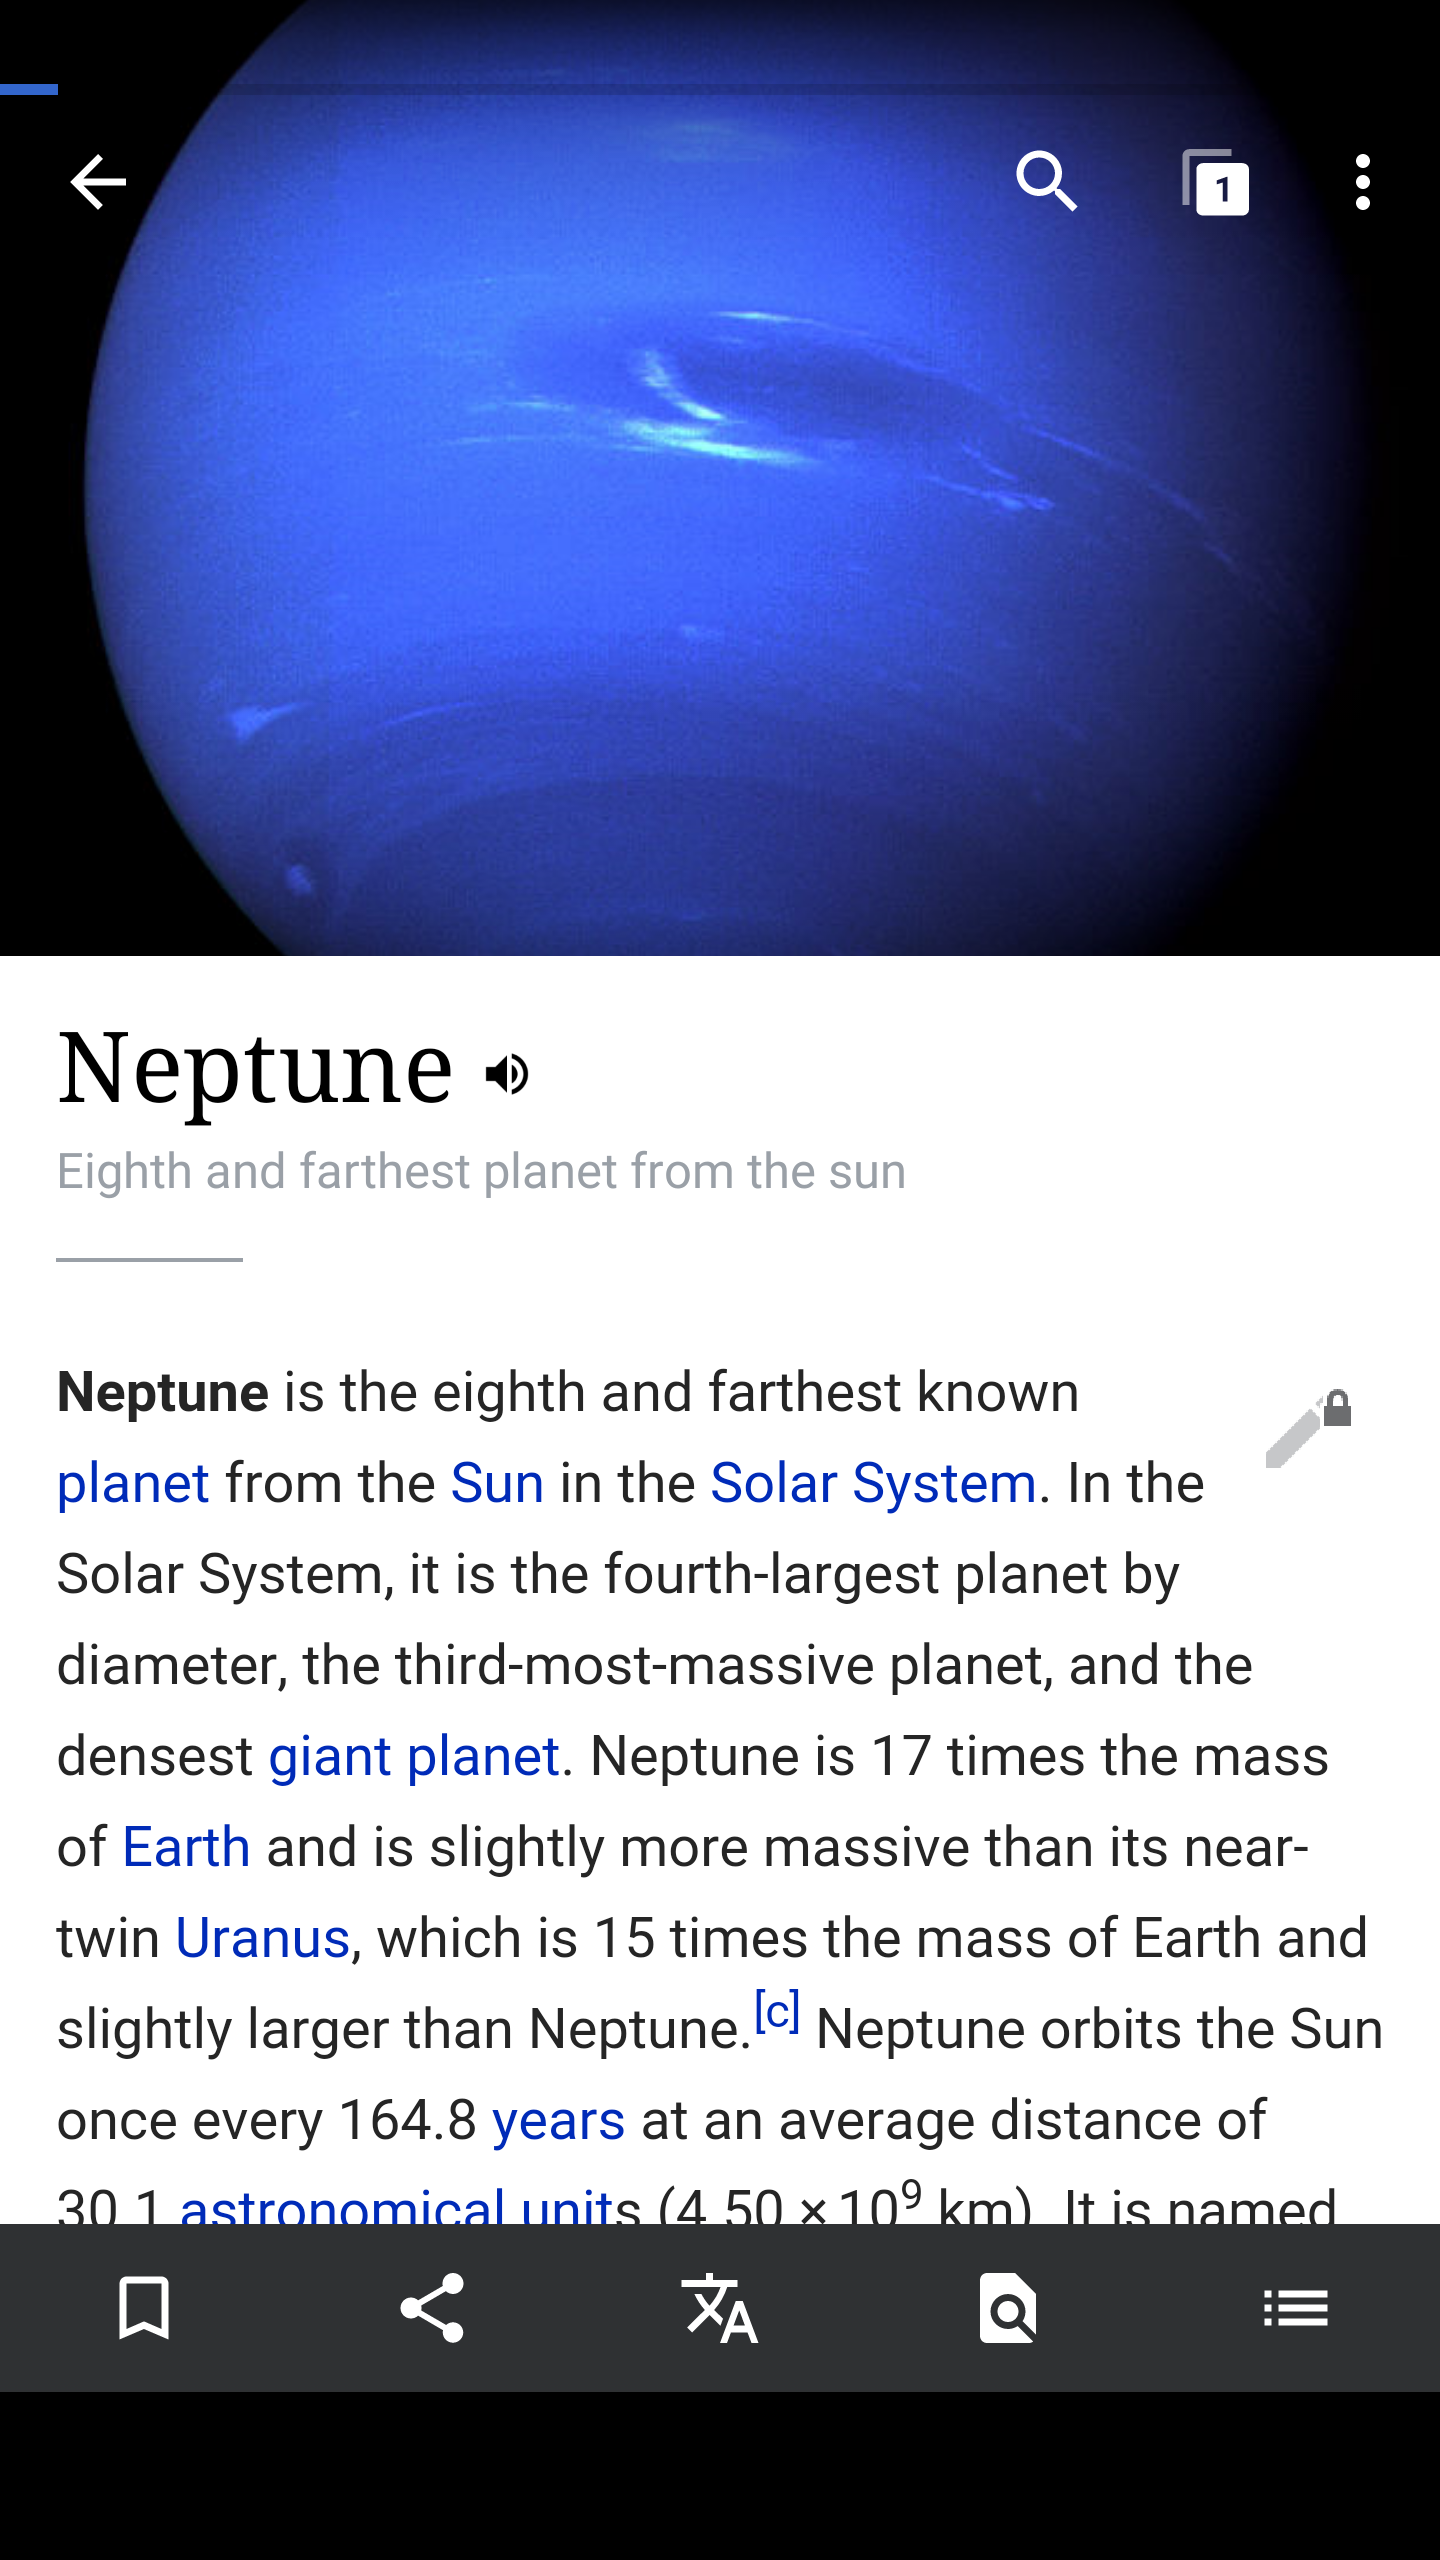 1
Neptune
Eighth and farthest planet from the sun
Neptune is the eighth and farthest known
planet from the Sun in the Solar System. In the
Solar System, it is the fourth-largest planet by
diameter, the third-most-massive planet, and the
densest giant planet. Neptune is 17 times the mass
of Earth and is slightly more massive than its near-
twin Uranus, which is 15 times the mass of Earth and
slightly larger than Neptune.[c] Neptune orbits the Sun
once every 164.8 years at an average distance of
30.1 astronomical units (4.50 × 10⁹ km). It is named